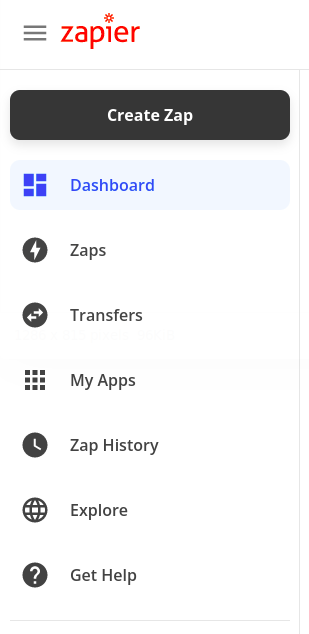 zapier
Create Zap
Dashboard
Zaps
Transfers
My Apps
Zap History
Explore
Get Help